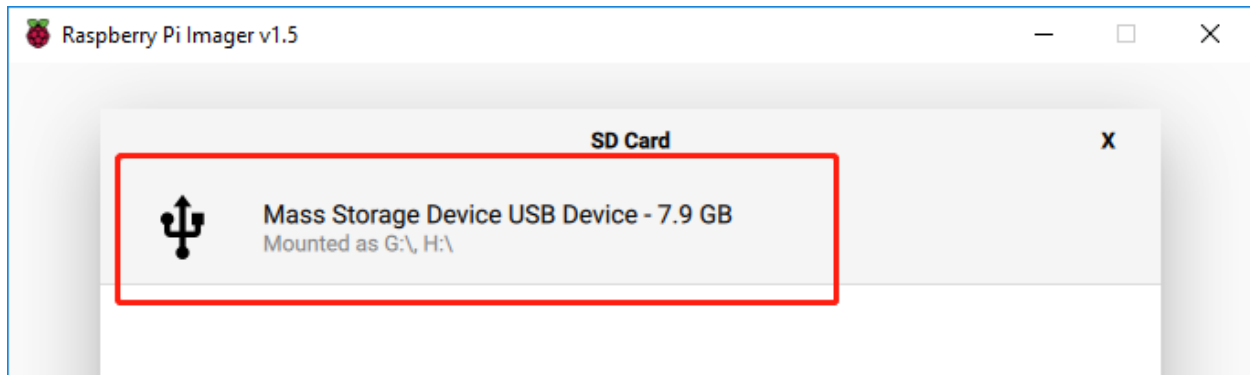 Raspberry Pi Imager v1.5
SD Card
X
Mass Storage Device USB Device - 7.9 GB
Mounted as G:\, H:\